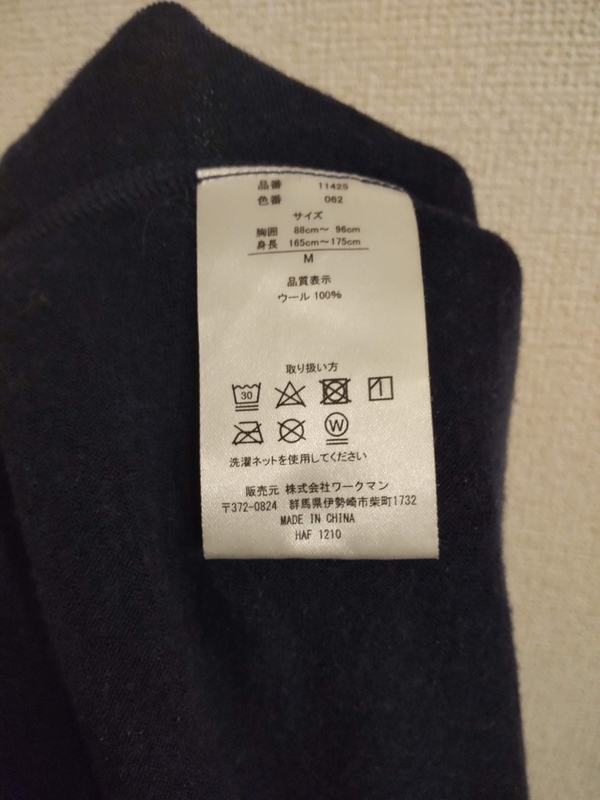 品番 11425
色番 062
サイズ
胸囲 88cm～ 96cm
身長 165cm～175cm
M
品質表示
ウール 100%
取り扱い方
30
W
洗濯ネットを使用してください
販売元 株式会社ワークマン
〒372-0824 群馬県伊勢崎市柴町1732
MADE IN CHINA
HAF 1210